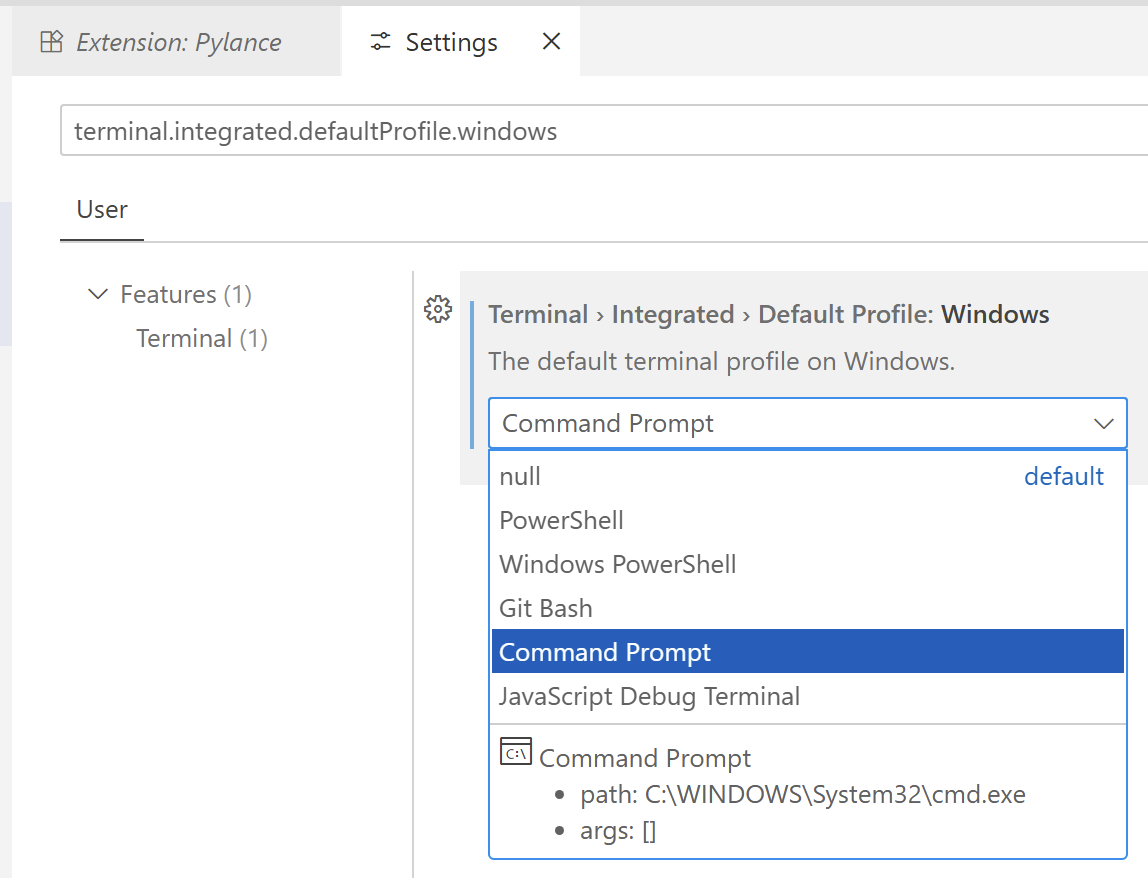 Extension: Pylance
Settings
terminal.integrated.defaultProfile.windows
User
Features (1)
Terminal (1)
Terminal › Integrated › Default Profile: Windows
The default terminal profile on Windows.
Command Prompt
null default
PowerShell
Windows PowerShell
Git Bash
Command Prompt
JavaScript Debug Terminal
C:\ Command Prompt
• path: C:\WINDOWS\System32\cmd.exe
• args: []